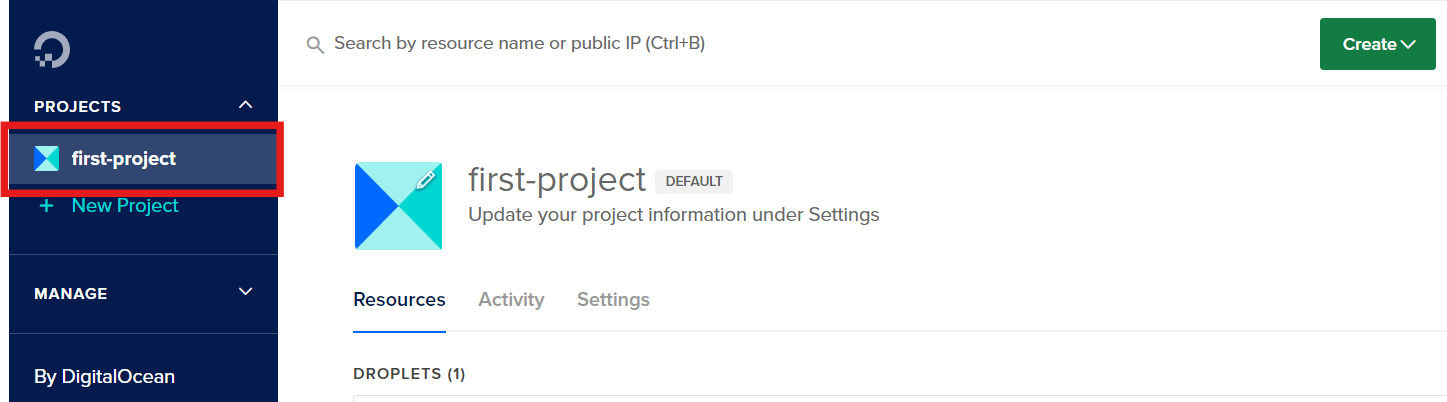 Search by resource name or public IP (Ctrl+B)
Create
PROJECTS
first-project
+ New Project
MANAGE
By DigitalOcean
first-project DEFAULT
Update your project information under Settings
Resources Activity Settings
DROPLETS (1)